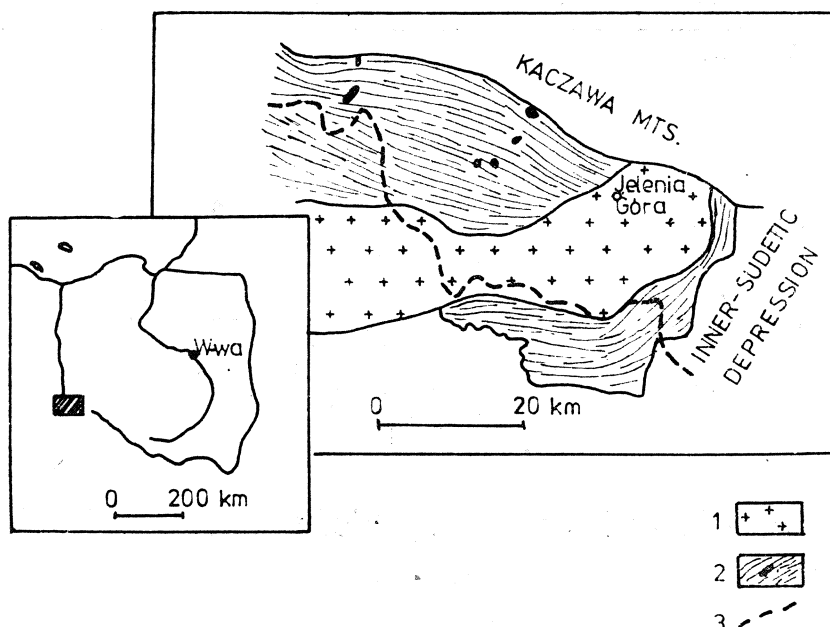 KACZAWA MTS.
Jelenia
Góra
INNER-SUDETIC
DEPRESSION
0 20 km
W-wa
0 200 km
1
2
3